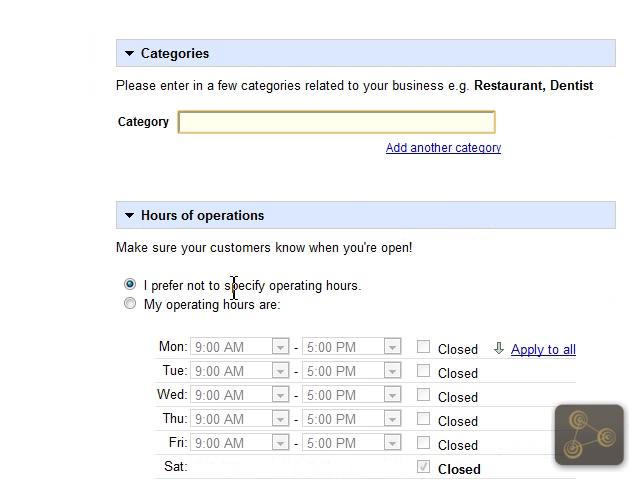 Categories
Please enter in a few categories related to your business e.g. Restaurant, Dentist
Category
Add another category
Hours of operations
Make sure your customers know when you're open!
I prefer not to specify operating hours.
My operating hours are:
Mon: 9:00 AM - 5:00 PM Closed Apply to all
Tue: 9:00 AM - 5:00 PM Closed
Wed: 9:00 AM - 5:00 PM Closed
Thu: 9:00 AM - 5:00 PM Closed
Fri: 9:00 AM - 5:00 PM Closed
Sat: Closed